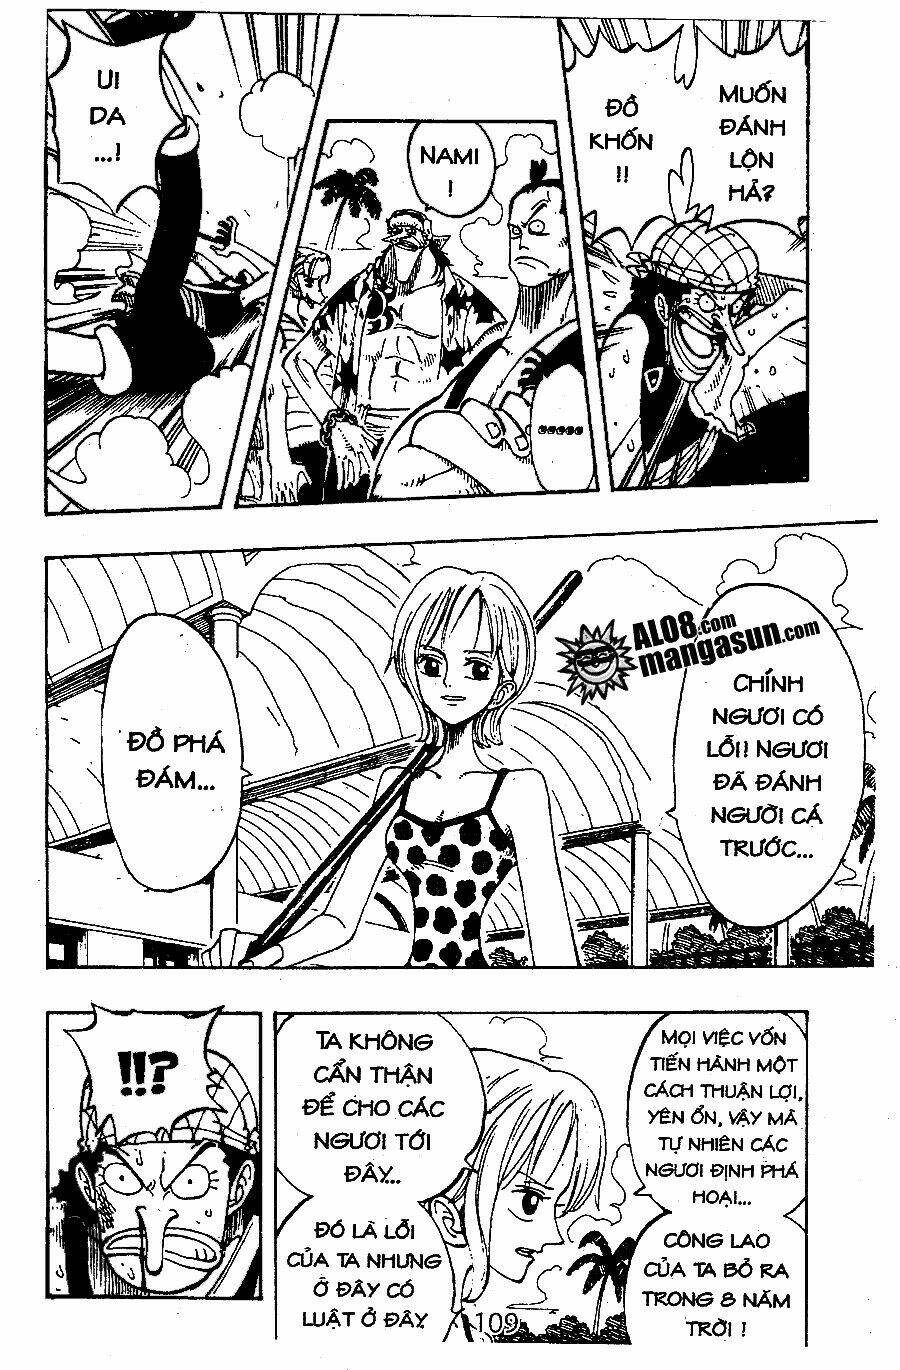 MUỐN
ĐÁNH
LỘN
HẢ?
ĐỒ
KHỐN
!!
NAMI
!
UI
DA
...!
CHÍNH
NGƯƠI CÓ
LỖI! NGƯƠI
ĐÃ ĐÁNH
NGƯỜI CÁ
TRƯỚC...
AL08.com
mangasun.com
ĐỒ PHÁ
ĐÁM...
MỌI VIỆC VỐN
TIẾN HÀNH MỘT
CÁCH THUẬN LỢI,
YÊN ỔN, VẬY MÀ
TỰ NHIÊN CÁC
NGƯƠI ĐỊNH PHÁ
HOẠI...
CÔNG LAO
CỦA TA BỎ RA
TRONG 8 NĂM
TRỜI !
TA KHÔNG
CẨN THẬN
ĐỂ CHO CÁC
NGƯƠI TỚI
ĐÂY...
ĐÓ LÀ LỖI
CỦA TA NHƯNG
Ở ĐÂY CÓ
LUẬT Ở ĐÂY
!!?
109